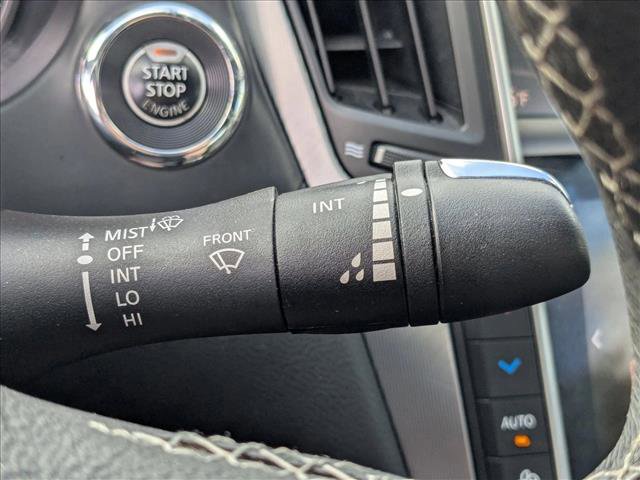 START
STOP
ENGINE
MIST
OFF
INT
LO
HI
FRONT
INT
AUTO